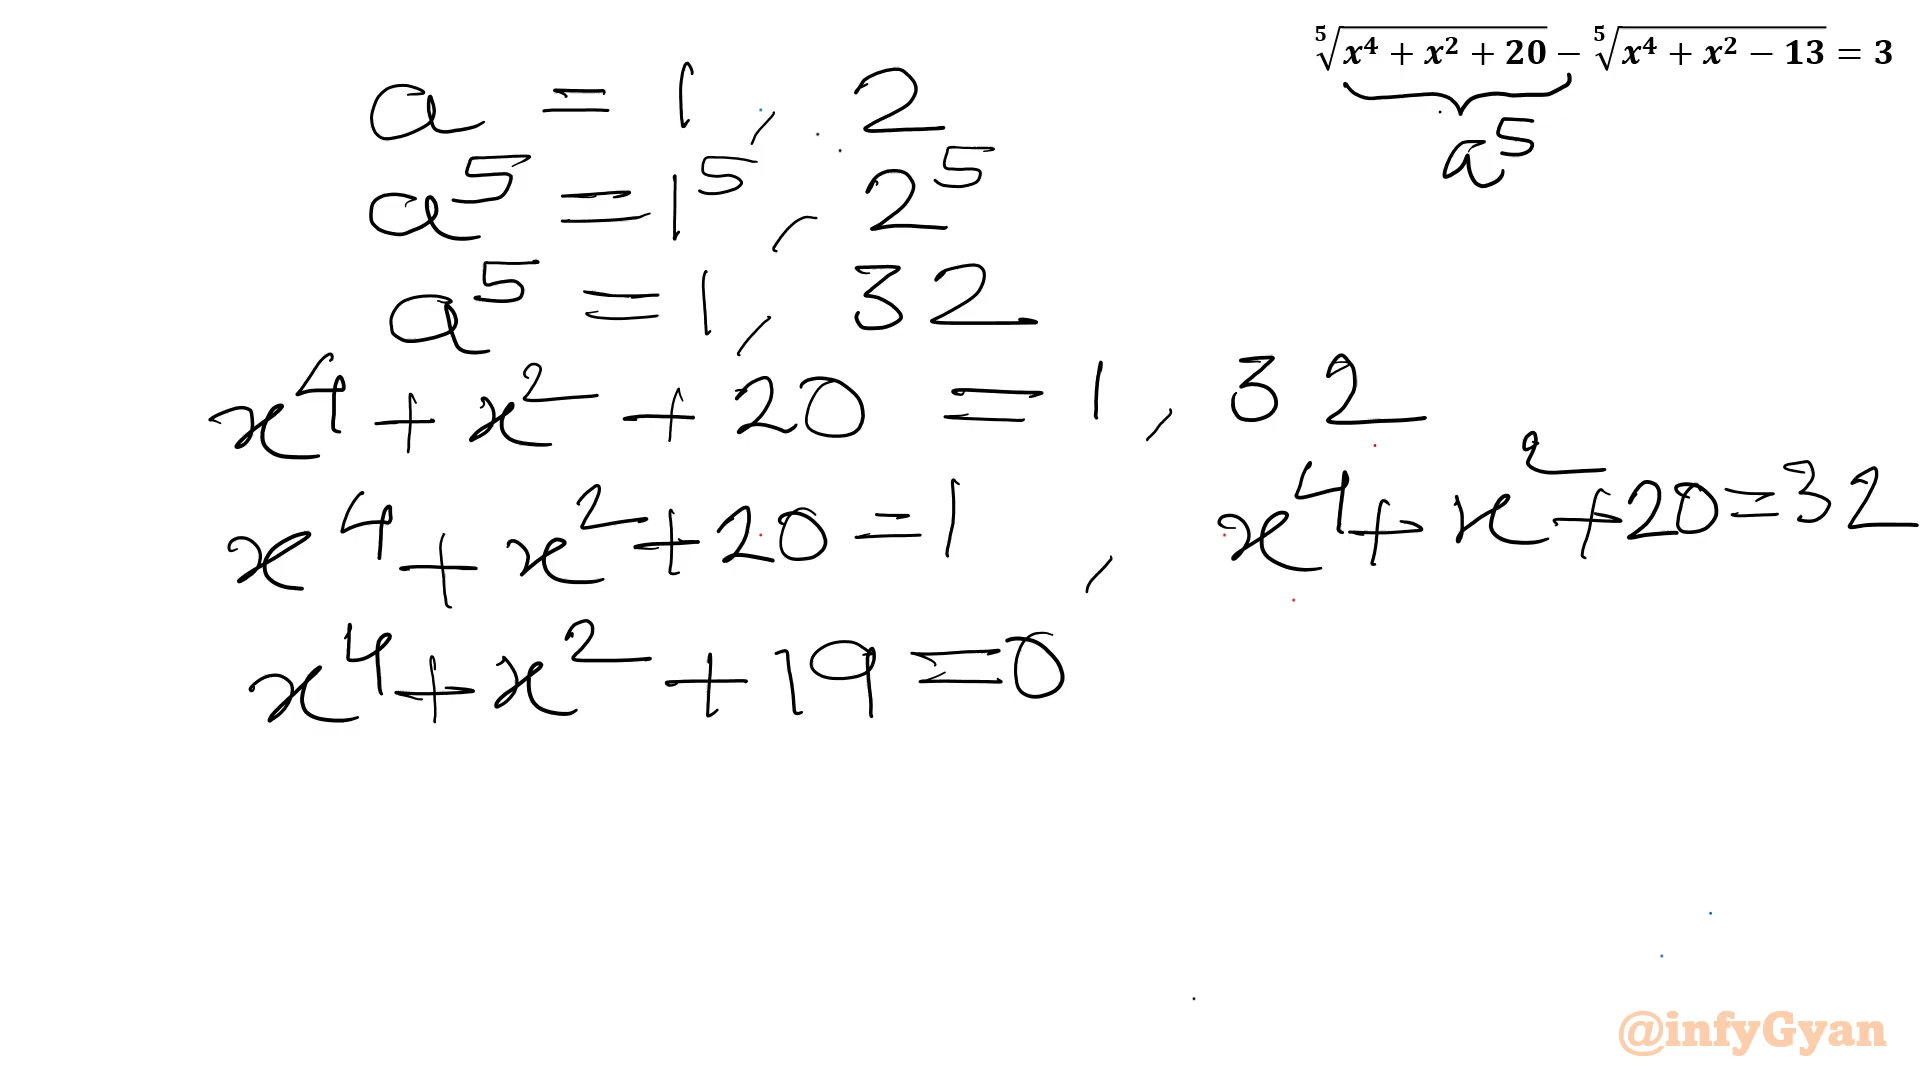 ⁵√(x⁴ + x² + 20) − ⁵√(x⁴ + x² − 13) = 3
a⁵
a = 1, 2
a⁵ = 1⁵, 2⁵
a⁵ = 1, 32
x⁴ + x² + 20 = 1, 32
x⁴ + x² + 20 = 1 , x⁴ + x² + 20 = 32
x⁴ + x² + 19 = 0
@infyGyan